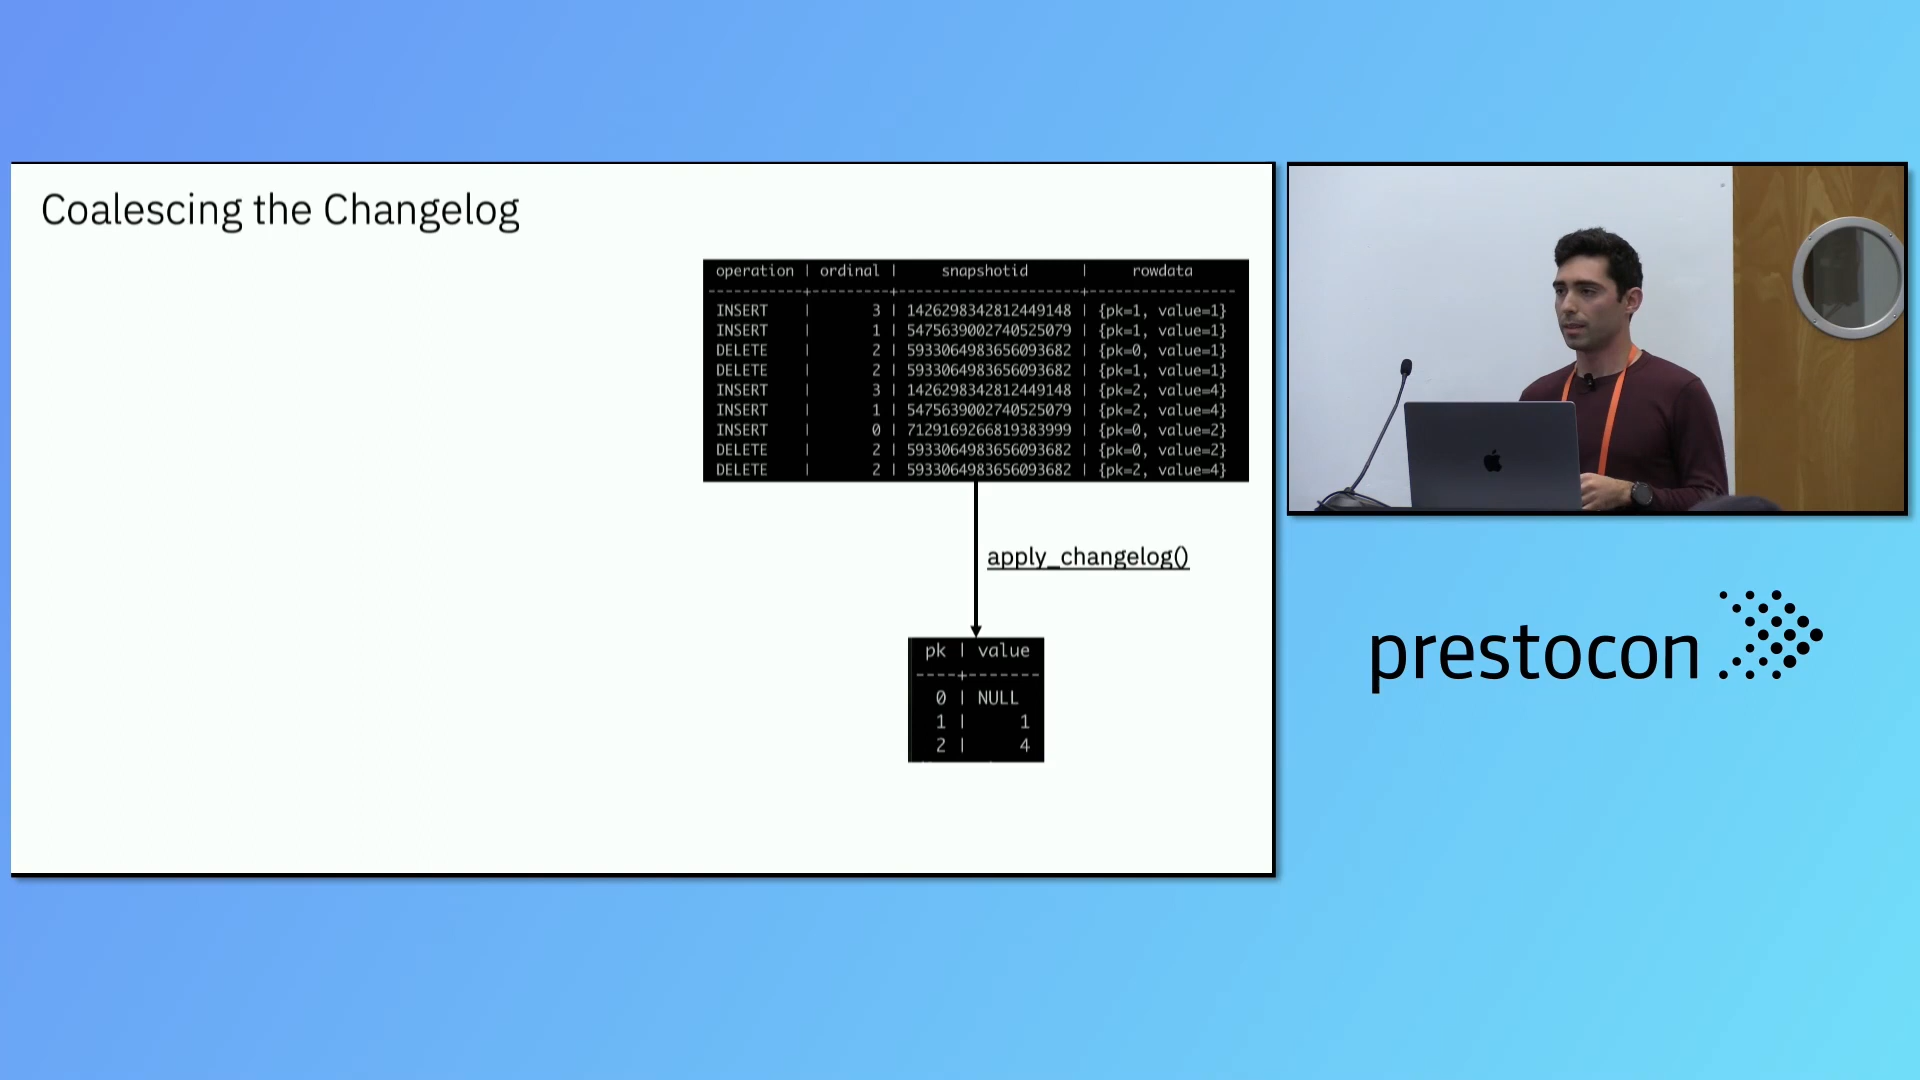 Coalescing the Changelog
operation | ordinal | snapshotid | rowdata
-----------+---------+----------------------+------------------
INSERT | 3 | 1426298342812449148 | {pk=1, value=1}
INSERT | 1 | 5475639002740525079 | {pk=1, value=1}
DELETE | 2 | 5933064983656093682 | {pk=0, value=1}
DELETE | 2 | 5933064983656093682 | {pk=1, value=1}
INSERT | 3 | 1426298342812449148 | {pk=2, value=4}
INSERT | 1 | 5475639002740525079 | {pk=2, value=4}
INSERT | 0 | 7129169266819383999 | {pk=0, value=2}
DELETE | 2 | 5933064983656093682 | {pk=0, value=2}
DELETE | 2 | 5933064983656093682 | {pk=2, value=4}
apply_changelog()
pk | value
----+-------
0 | NULL
1 | 1
2 | 4
prestocon